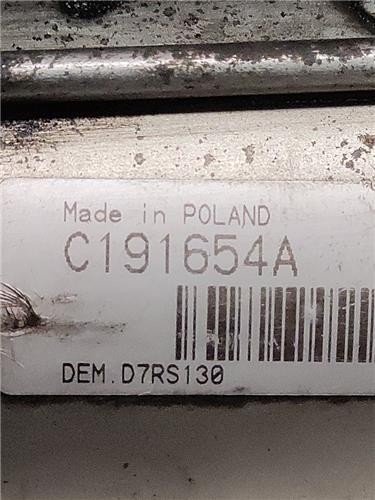 Made in POLAND
C191654A
DEM.D7RS130